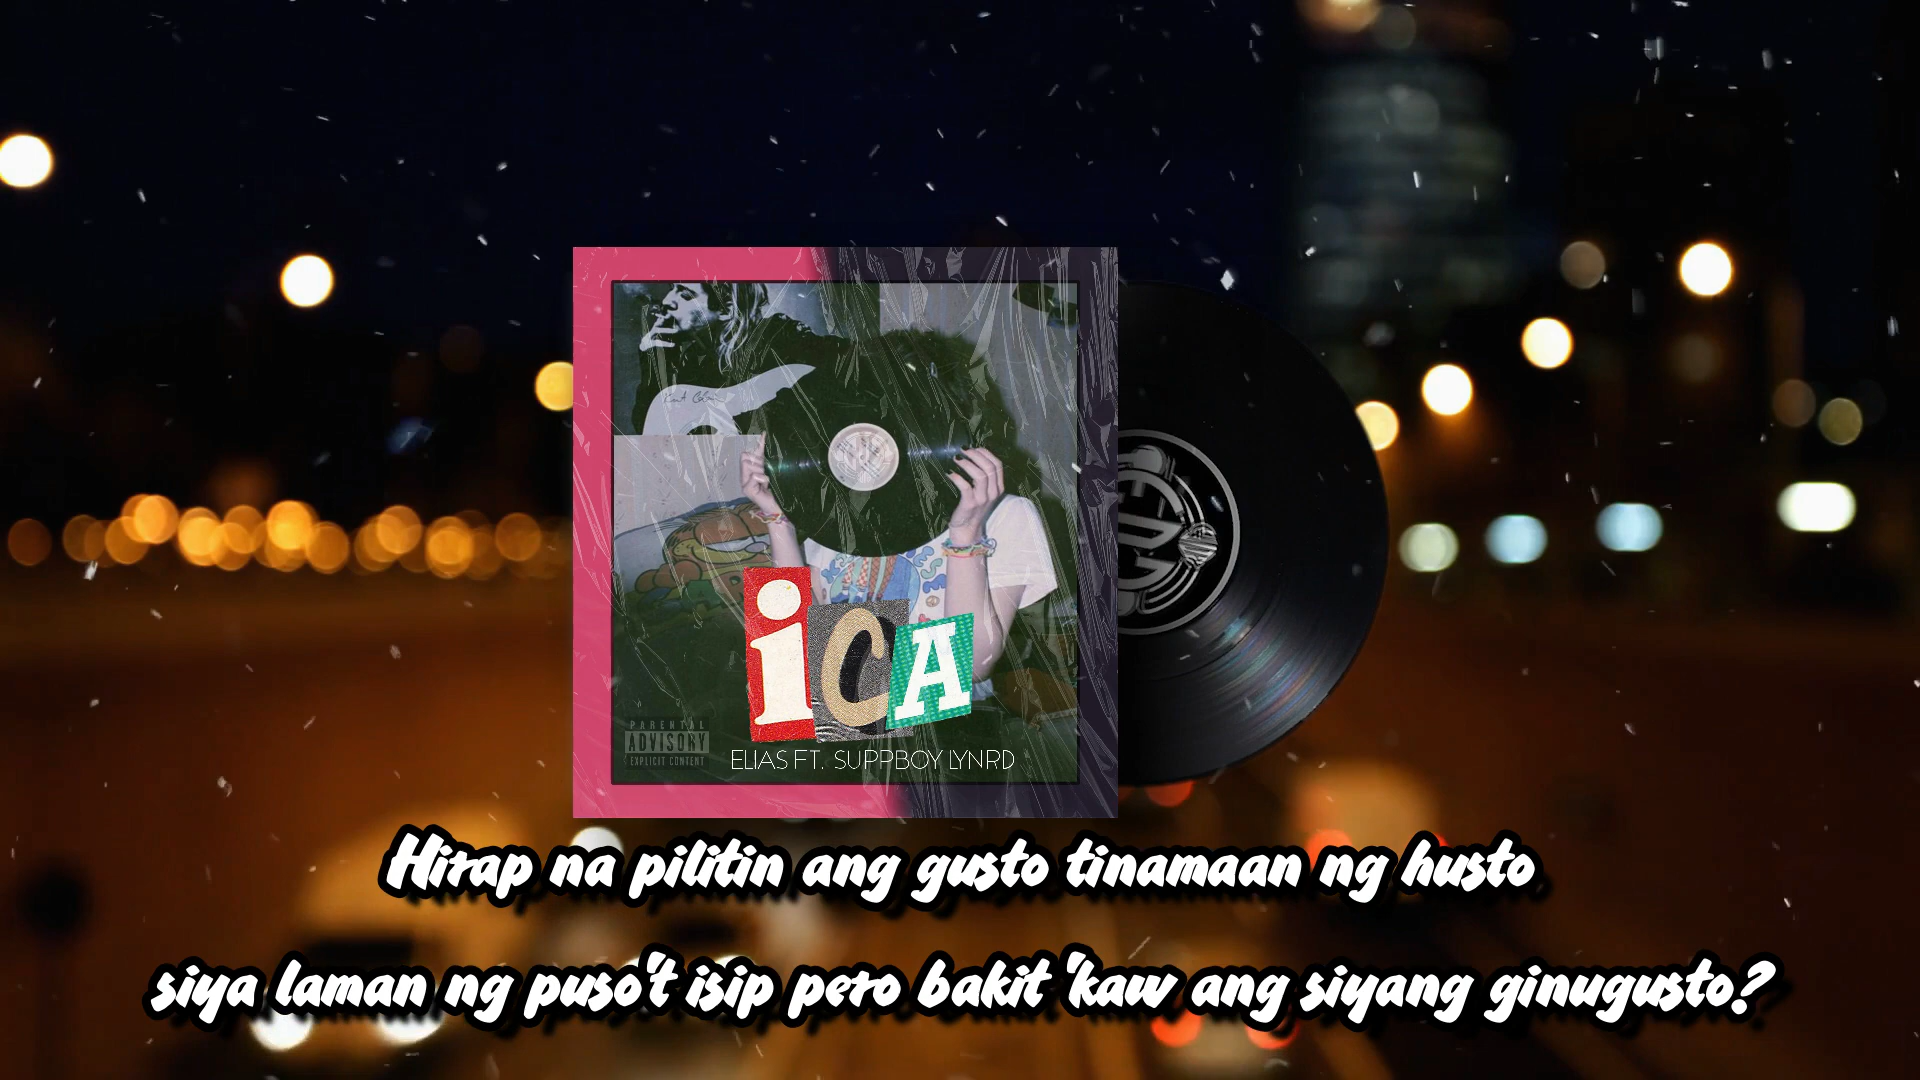 iCA
PARENTAL
ADVISORY
EXPLICIT CONTENT
ELIAS FT. SUPPBOY LYNRD
Hirap na pilitin ang gusto tinamaan ng husto
siya laman ng puso't isip pero bakit 'kaw ang siyang ginugusto?